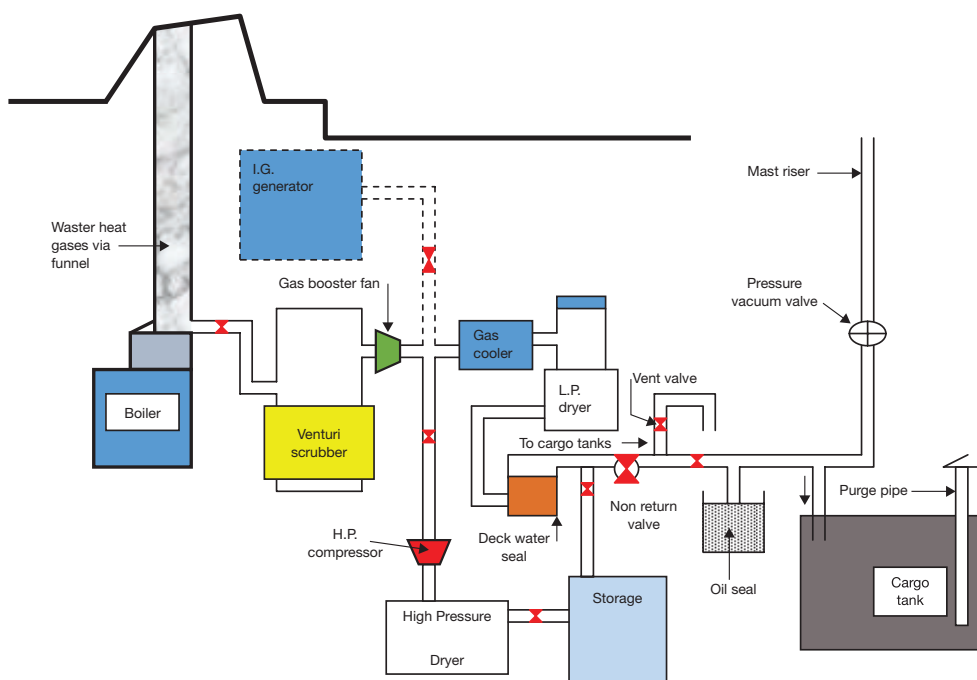 I.G.
generator
Mast riser
Waster heat
gases via
funnel
Gas booster fan
Pressure
vacuum valve
Gas
cooler
Vent valve
L.P.
dryer
Boiler
Venturi
scrubber
To cargo tanks
Purge pipe
Non return
valve
Deck water
seal
H.P.
compressor
Oil seal
Cargo
tank
Storage
High Pressure
Dryer